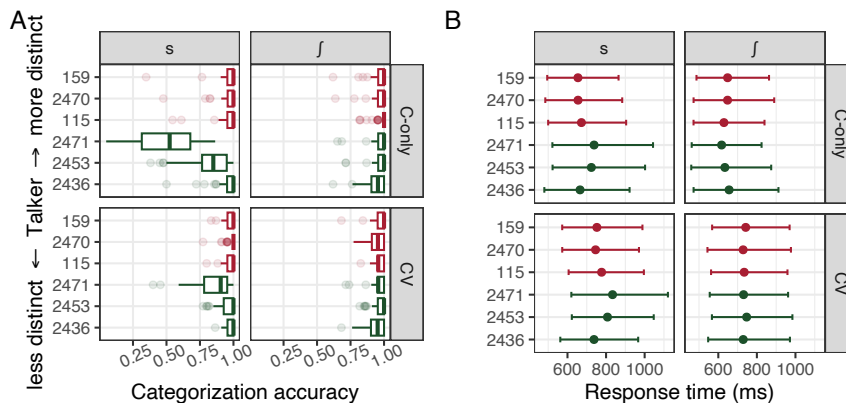 A
B
s
ʃ
s
ʃ
159
2470
115
2471
2453
2436
C-only
159
2470
115
2471
2453
2436
C-only
159
2470
115
2471
2453
2436
CV
159
2470
115
2471
2453
2436
CV
less distinct ← Talker → more distinct
0.25
0.50
0.75
1.00
0.25
0.50
0.75
1.00
600
800
1000
600
800
1000
Categorization accuracy
Response time (ms)